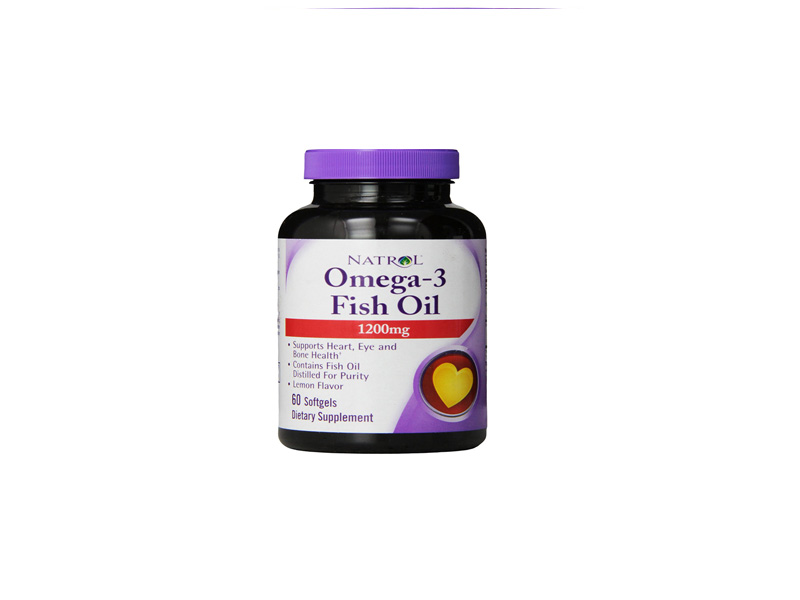 NATROL
Omega-3
Fish Oil
1200mg
• Supports Heart, Eye and
Bone Health†
• Contains Fish Oil
Distilled For Purity
• Lemon Flavor
60 Softgels
Dietary Supplement